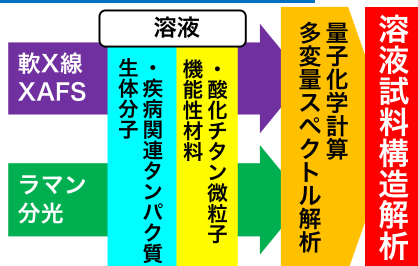 溶液
軟X線
XAFS
ラマン
分光
生体分子
・疾病関連タンパク質
機能性材料
・酸化チタン微粒子
量子化学計算
多変量スペクトル解析
溶液試料構造解析